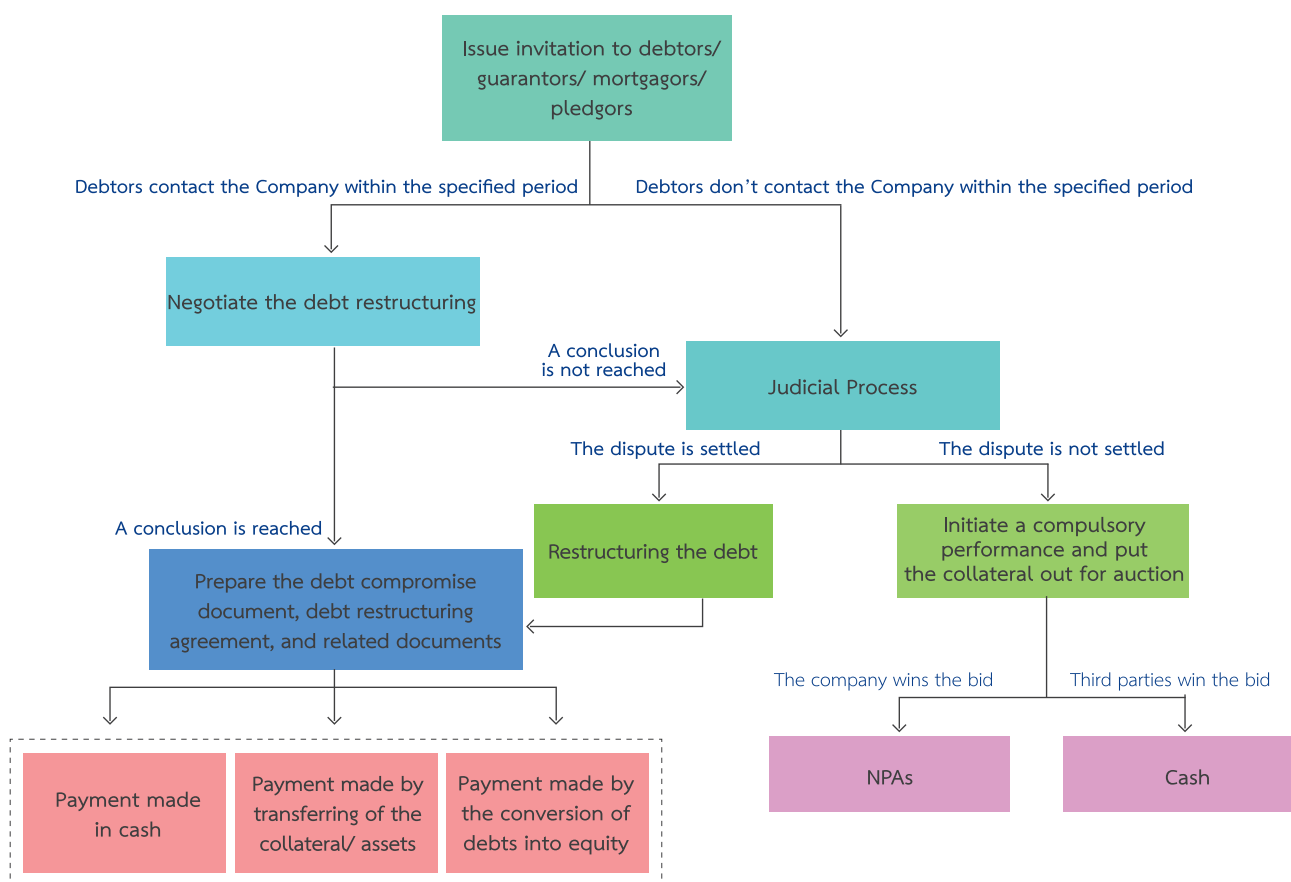 Issue invitation to debtors/
guarantors/ mortgagors/
pledgors
Debtors contact the Company within the specified period
Debtors don't contact the Company within the specified period
Negotiate the debt restructuring
A conclusion
is not reached
Judicial Process
The dispute is settled
The dispute is not settled
A conclusion is reached
Restructuring the debt
Initiate a compulsory
performance and put
the collateral out for auction
Prepare the debt compromise
document, debt restructuring
agreement, and related documents
The company wins the bid
Third parties win the bid
Payment made
in cash
Payment made by
transferring of the
collateral/ assets
Payment made by
the conversion of
debts into equity
NPAs
Cash